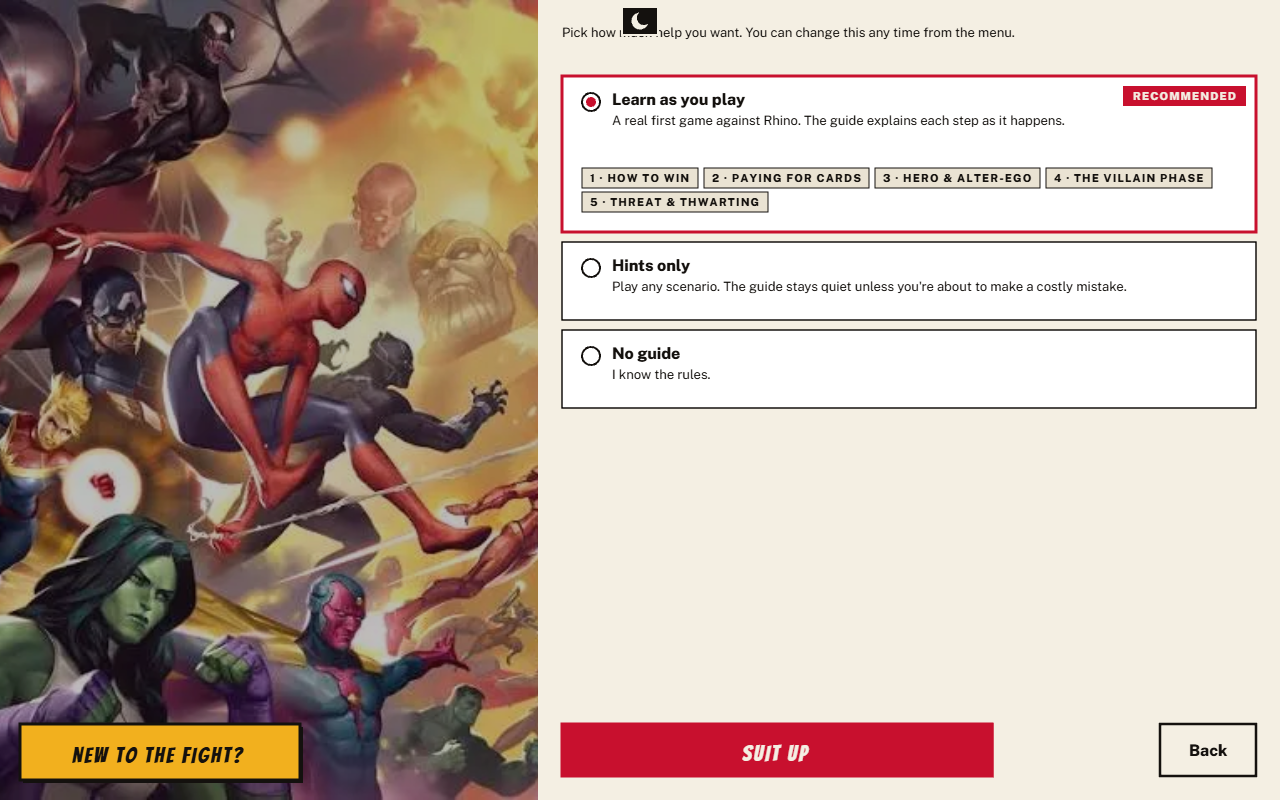 Pick how help you want. You can change this any time from the menu.
Learn as you play
RECOMMENDED
A real first game against Rhino. The guide explains each step as it happens.
1 · HOW TO WIN
2 · PAYING FOR CARDS
3 · HERO & ALTER-EGO
4 · THE VILLAIN PHASE
5 · THREAT & THWARTING
Hints only
Play any scenario. The guide stays quiet unless you're about to make a costly mistake.
No guide
I know the rules.
NEW TO THE FIGHT?
SUIT UP
Back